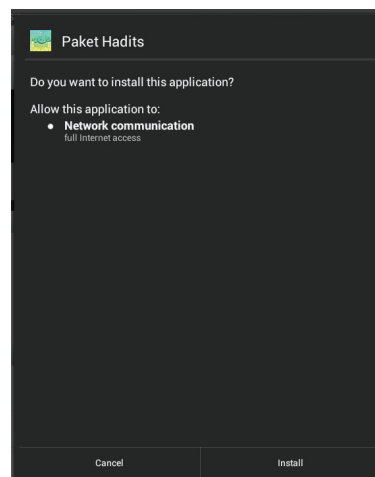 Paket Hadits
Do you want to install this application?
Allow this application to:
● Network communication
full Internet access
Cancel
Install